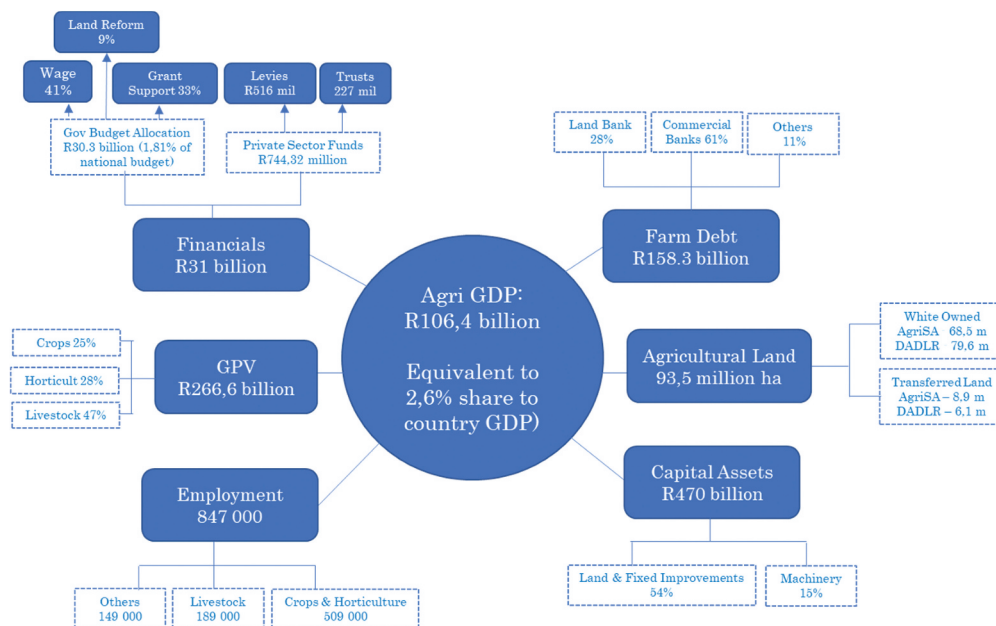 Land Reform
9%
Wage
41%
Grant
Support 33%
Levies
R516 mil
Trusts
227 mil
Gov Budget Allocation
R30.3 billion (1,81% of
national budget)
Private Sector Funds
R744,32 million
Land Bank
28%
Commercial
Banks 61%
Others
11%
Financials
R31 billion
Farm Debt
R158.3 billion
Agri GDP:
R106,4 billion
Equivalent to
2,6% share to
country GDP)
Crops 25%
Horticult 28%
Livestock 47%
GPV
R266,6 billion
Agricultural Land
93,5 million ha
White Owned
AgriSA 68,5 m
DADLR 79,6 m
Transferred Land
AgriSA – 8,9 m
DADLR – 6,1 m
Employment
847 000
Capital Assets
R470 billion
Others
149 000
Livestock
189 000
Crops & Horticulture
509 000
Land & Fixed Improvements
54%
Machinery
15%